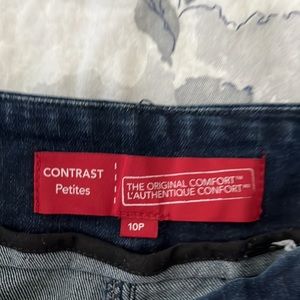 CONTRAST
Petites
THE ORIGINAL COMFORT™
L'AUTHENTIQUE CONFORT
10P